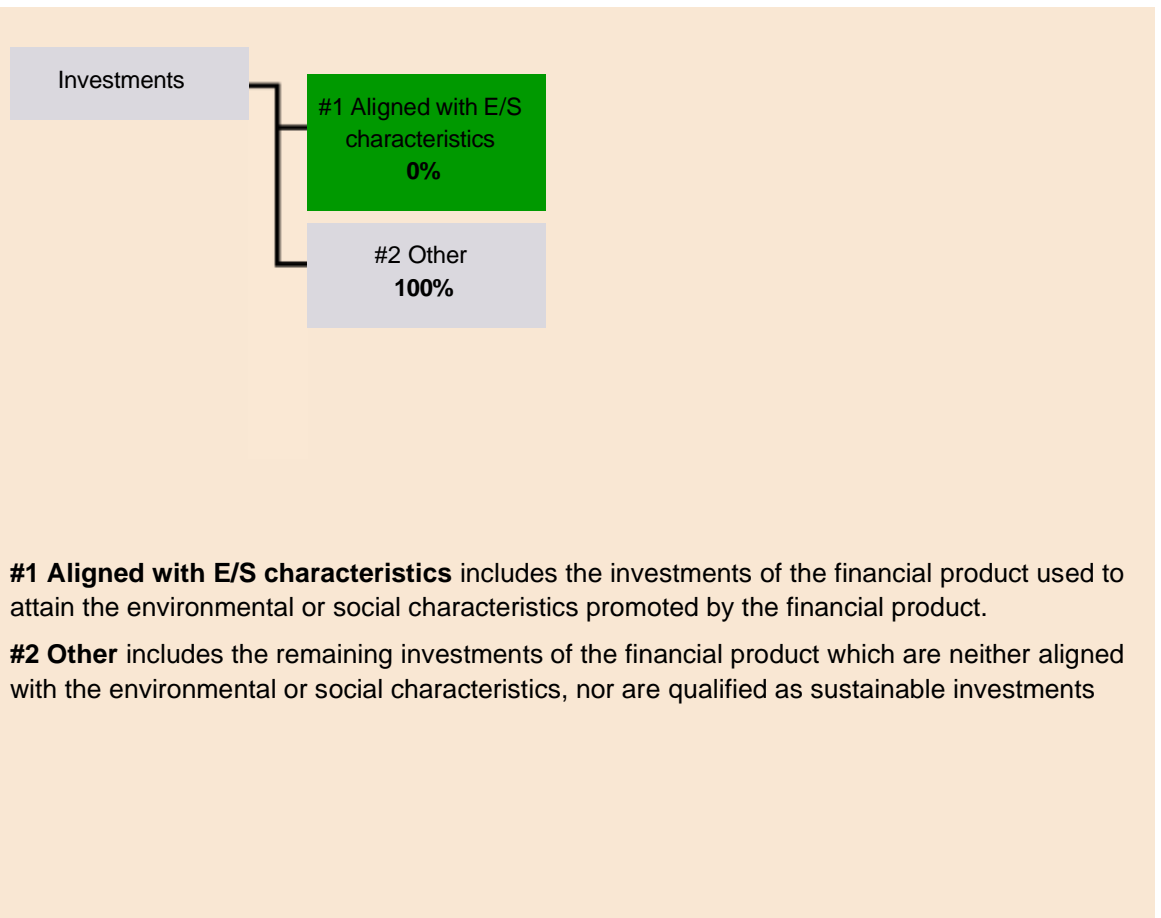 Investments
#1 Aligned with E/S
characteristics
0%
#2 Other
100%
#1 Aligned with E/S characteristics includes the investments of the financial product used to
attain the environmental or social characteristics promoted by the financial product.
#2 Other includes the remaining investments of the financial product which are neither aligned
with the environmental or social characteristics, nor are qualified as sustainable investments